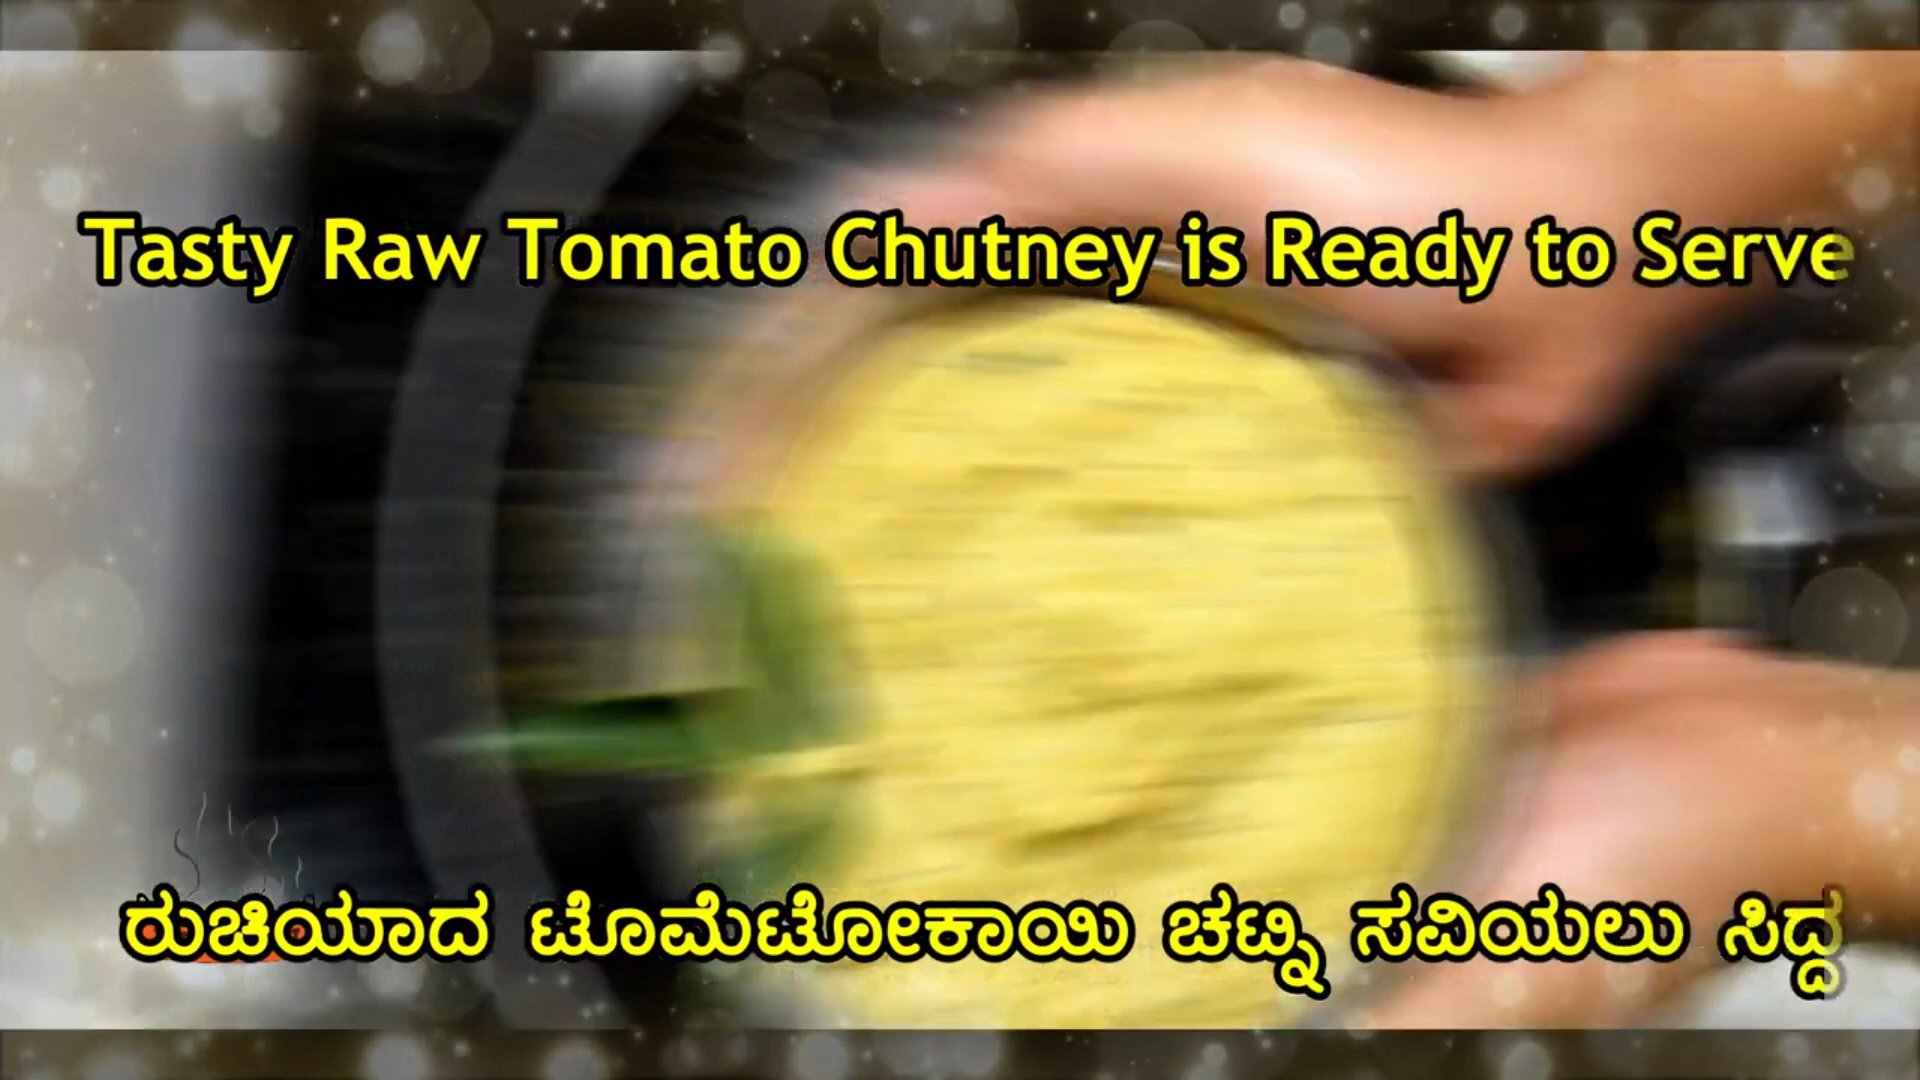 Tasty Raw Tomato Chutney is Ready to Serve
ರುಚಿಯಾದ ಟೊಮೆಟೋಕಾಯಿ ಚಟ್ನಿ ಸವಿಯಲು ಸಿದ್ಧ